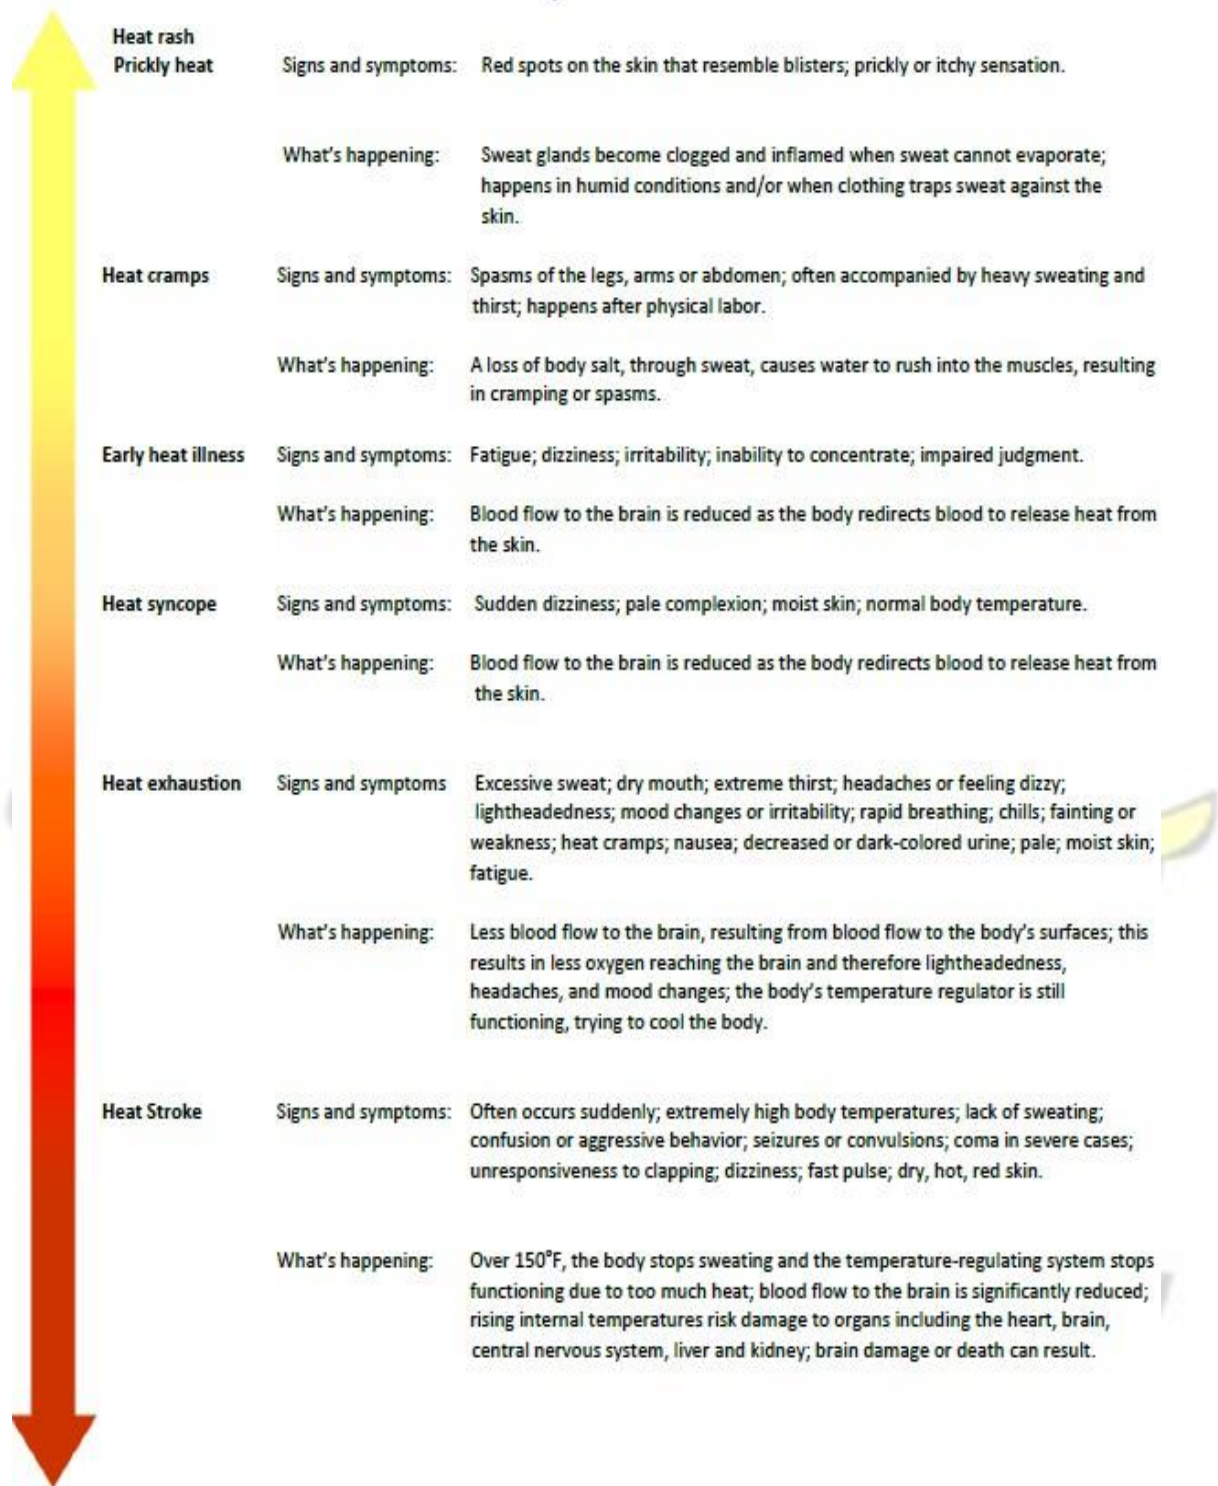 Heat rash
Prickly heat Signs and symptoms: Red spots on the skin that resemble blisters; prickly or itchy sensation.
What's happening: Sweat glands become clogged and inflamed when sweat cannot evaporate;
happens in humid conditions and/or when clothing traps sweat against the
skin.
Heat cramps Signs and symptoms: Spasms of the legs, arms or abdomen; often accompanied by heavy sweating and
thirst; happens after physical labor.
What's happening: A loss of body salt, through sweat, causes water to rush into the muscles, resulting
in cramping or spasms.
Early heat illness Signs and symptoms: Fatigue; dizziness; irritability; inability to concentrate; impaired judgment.
What's happening: Blood flow to the brain is reduced as the body redirects blood to release heat from
the skin.
Heat syncope Signs and symptoms: Sudden dizziness; pale complexion; moist skin; normal body temperature.
What's happening: Blood flow to the brain is reduced as the body redirects blood to release heat from
the skin.
Heat exhaustion Signs and symptoms Excessive sweat; dry mouth; extreme thirst; headaches or feeling dizzy;
lightheadedness; mood changes or irritability; rapid breathing; chills; fainting or
weakness; heat cramps; nausea; decreased or dark-colored urine; pale; moist skin;
fatigue.
What's happening: Less blood flow to the brain, resulting from blood flow to the body's surfaces; this
results in less oxygen reaching the brain and therefore lightheadedness,
headaches, and mood changes; the body's temperature regulator is still
functioning, trying to cool the body.
Heat Stroke Signs and symptoms: Often occurs suddenly; extremely high body temperatures; lack of sweating;
confusion or aggressive behavior; seizures or convulsions; coma in severe cases;
unresponsiveness to clapping; dizziness; fast pulse; dry, hot, red skin.
What's happening: Over 150°F, the body stops sweating and the temperature-regulating system stops
functioning due to too much heat; blood flow to the brain is significantly reduced;
rising internal temperatures risk damage to organs including the heart, brain,
central nervous system, liver and kidney; brain damage or death can result.